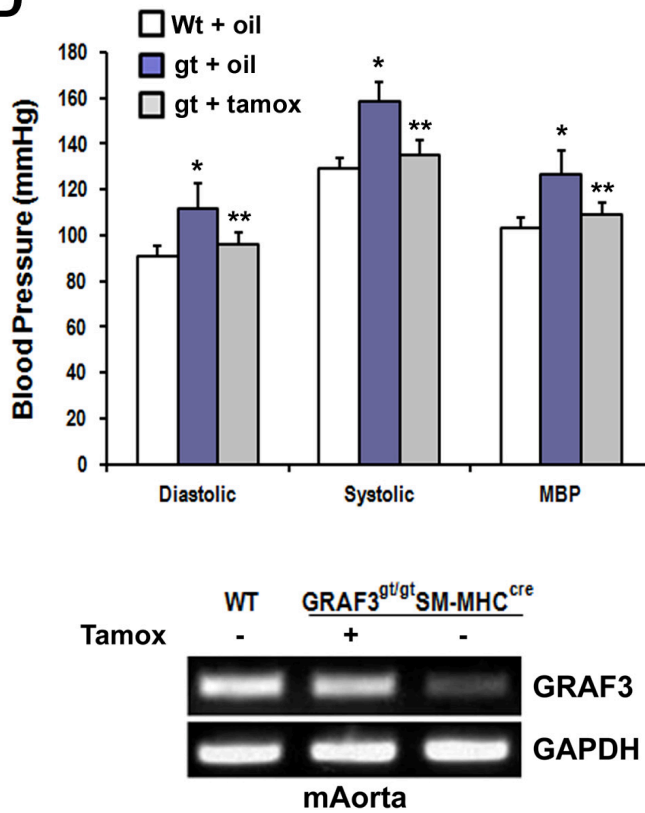 Wt + oil
gt + oil
gt + tamox
Blood Pressure (mmHg)
180
160
140
120
100
80
60
40
20
0
* ** * ** * **
Diastolic Systolic MBP
WT GRAF3gt/gtSM-MHCcre
Tamox - + -
GRAF3
GAPDH
mAorta